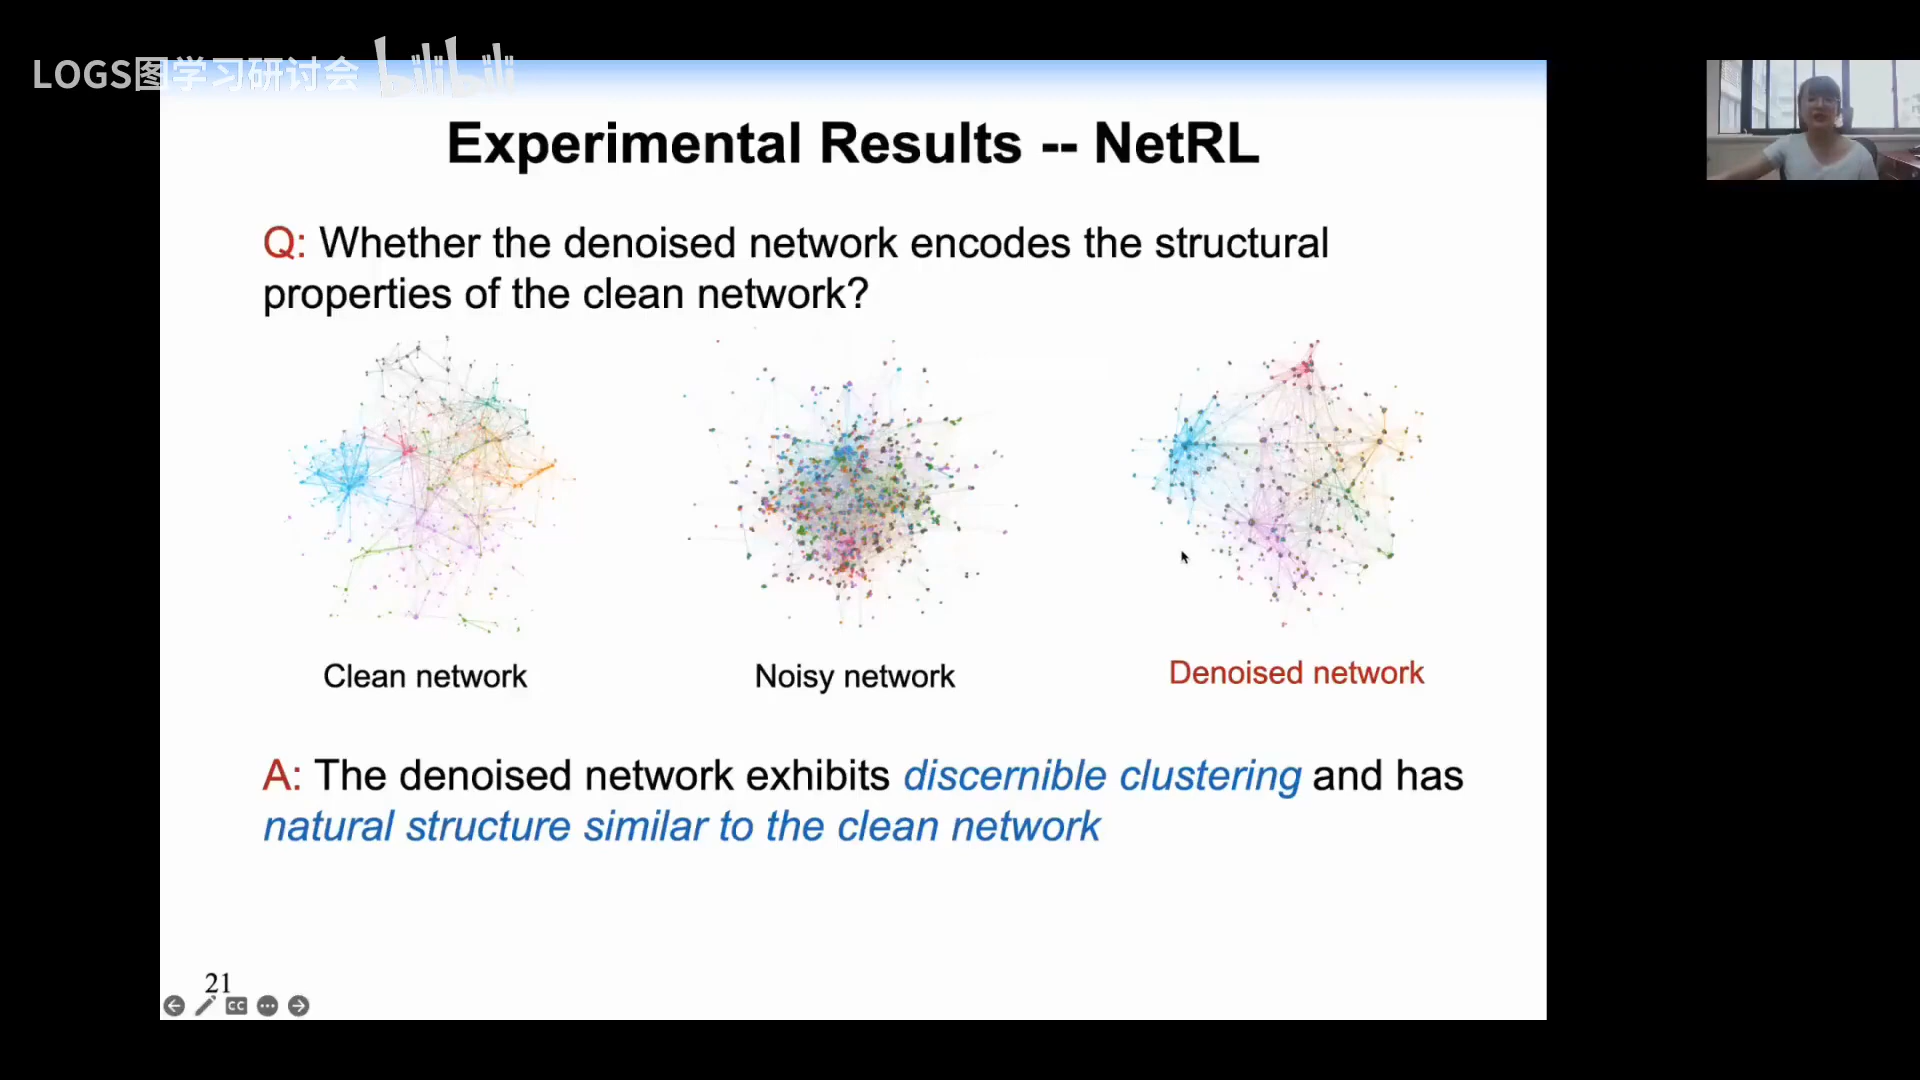 LOGS图学习研讨会 bilibili
Experimental Results -- NetRL
Q: Whether the denoised network encodes the structural
properties of the clean network?
Clean network
Noisy network
Denoised network
A: The denoised network exhibits discernible clustering and has
natural structure similar to the clean network
21
CC